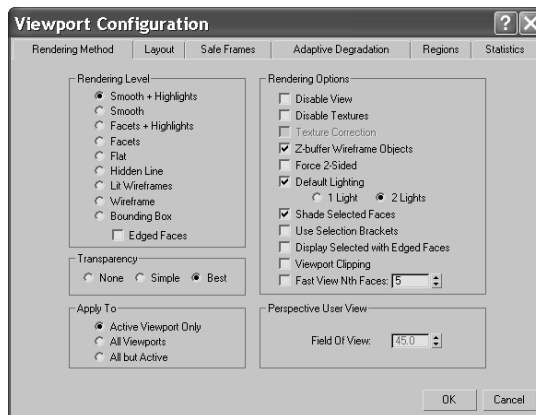 Viewport Configuration
Rendering Method
Layout
Safe Frames
Adaptive Degradation
Regions
Statistics
Rendering Level
Smooth + Highlights
Smooth
Facets + Highlights
Facets
Flat
Hidden Line
Lit Wireframes
Wireframe
Bounding Box
Edged Faces
Transparency
None Simple Best
Apply To
Active Viewport Only
All Viewports
All but Active
Rendering Options
Disable View
Disable Textures
Texture Correction
Z-buffer Wireframe Objects
Force 2-Sided
Default Lighting
1 Light 2 Lights
Shade Selected Faces
Use Selection Brackets
Display Selected with Edged Faces
Viewport Clipping
Fast View Nth Faces: 5
Perspective User View
Field Of View: 45.0
OK
Cancel